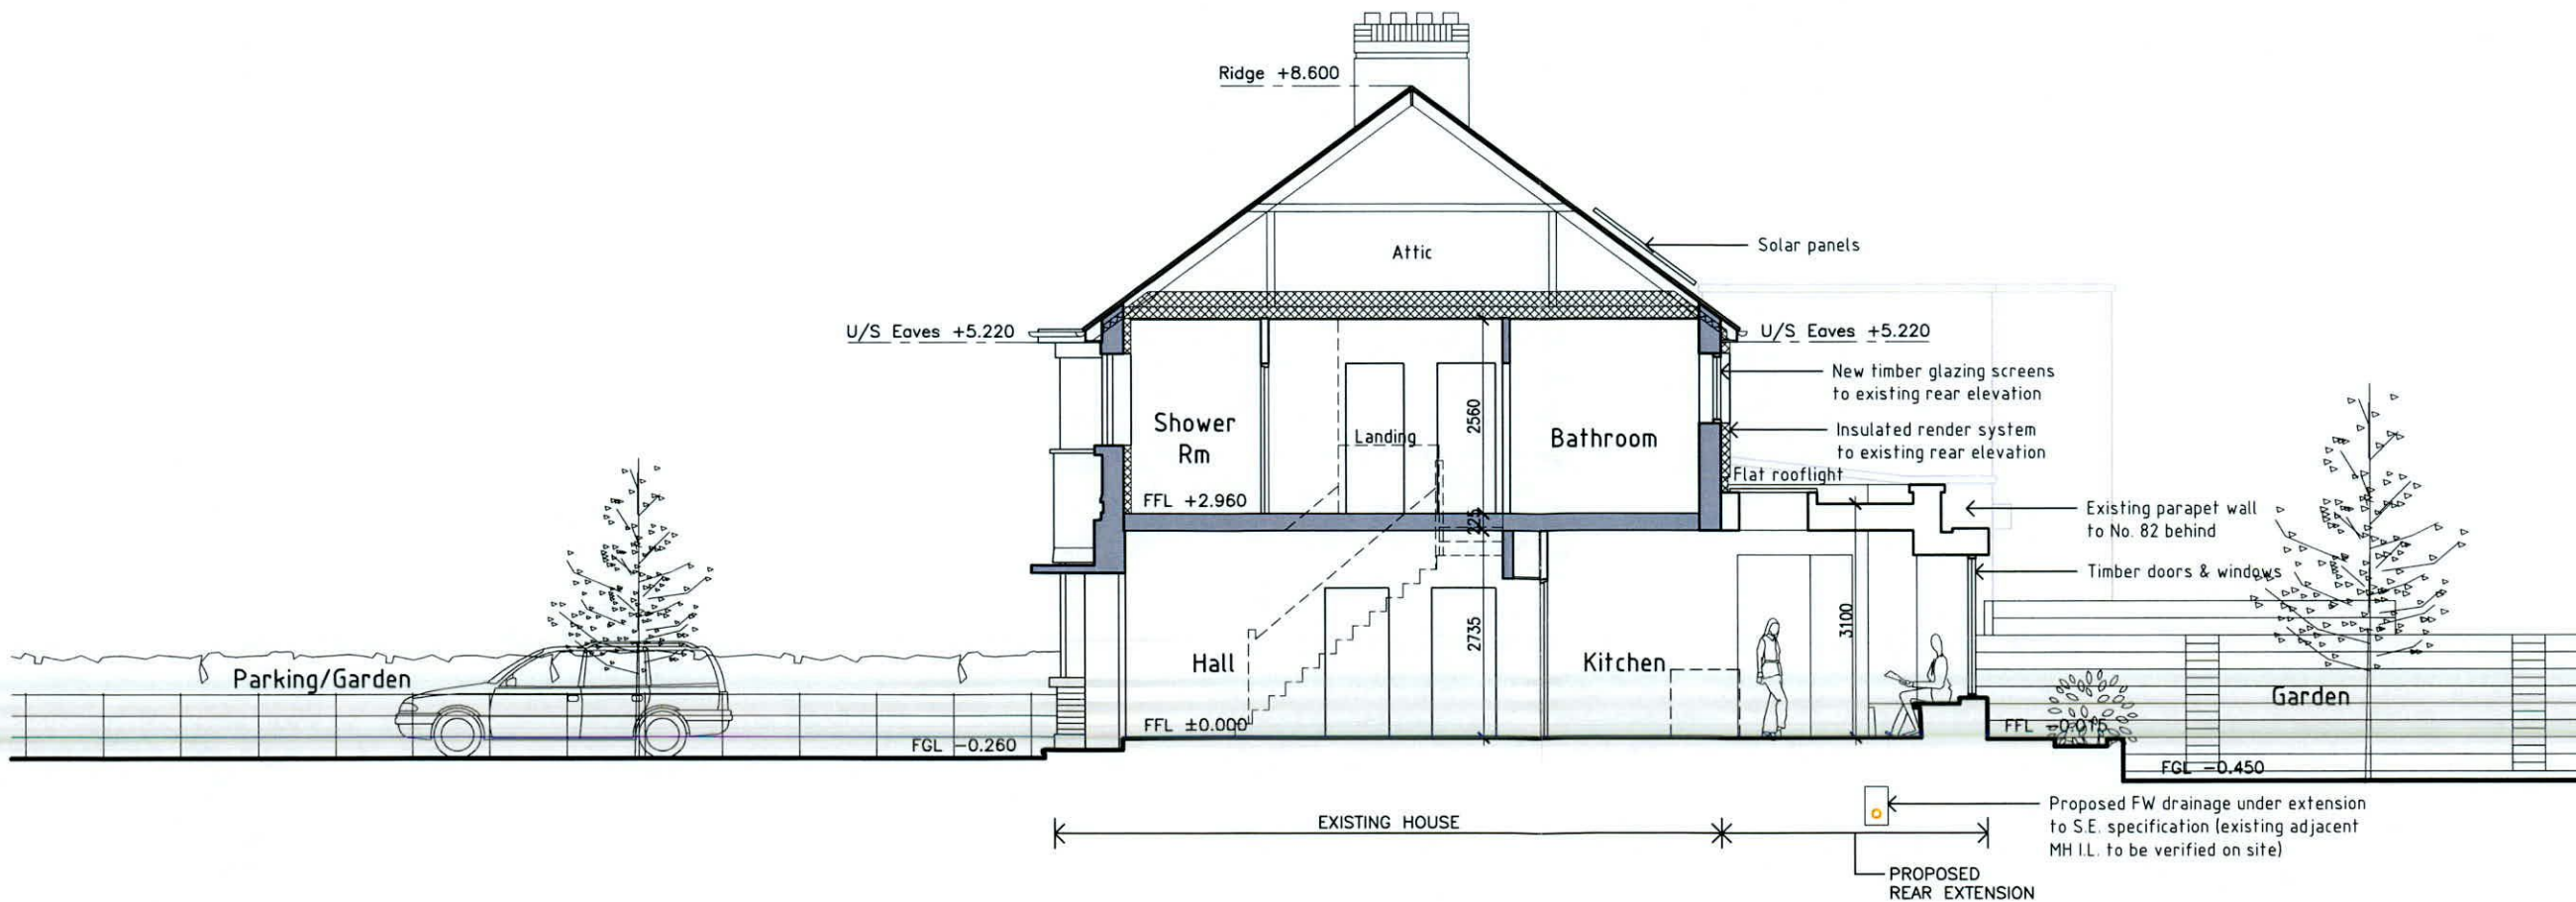 Ridge +8.600
Attic
Solar panels
U/S Eaves +5.220
U/S Eaves +5.220
New timber glazing screens
to existing rear elevation
Shower
Rm
Landing
2560
Bathroom
Insulated render system
to existing rear elevation
Flat rooflight
FFL +2.960
225
Existing parapet wall
to No. 82 behind
Timber doors & windows
Parking/Garden
Hall
2735
Kitchen
3100
Garden
FGL -0.260
FFL ±0.000
FFL -0.015
FGL -0.450
EXISTING HOUSE
Proposed FW drainage under extension
to S.E. specification (existing adjacent
MH I.L. to be verified on site)
PROPOSED
REAR EXTENSION